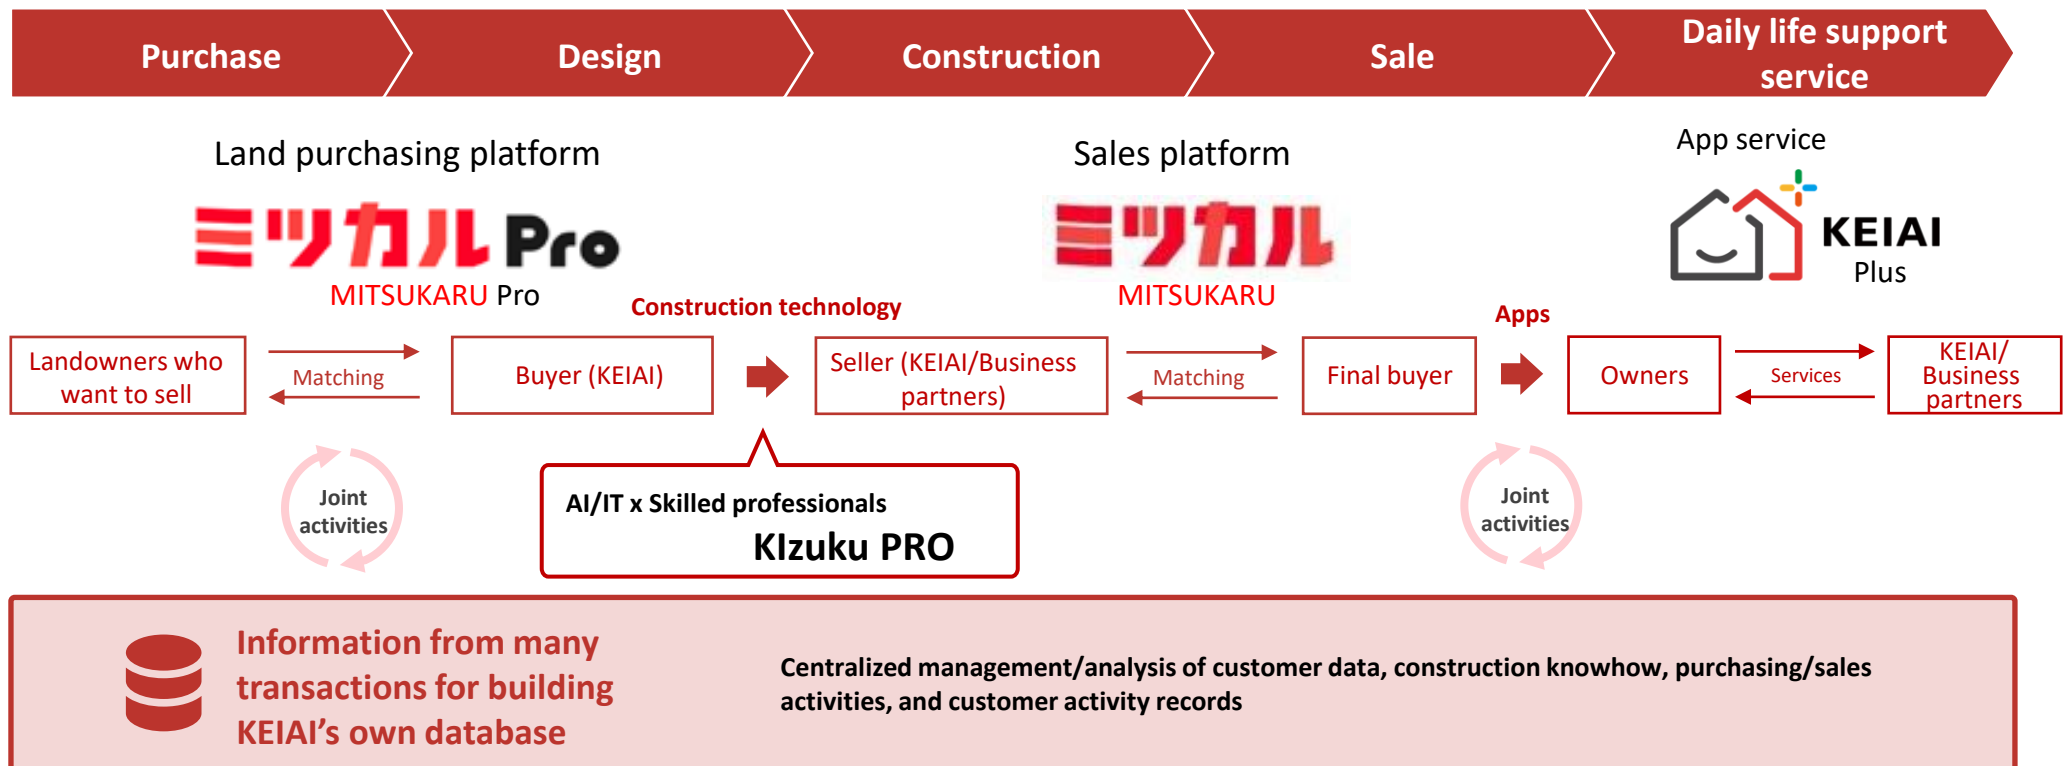 Purchase
Design
Construction
Sale
Daily life support
service
Land purchasing platform
ミツカル Pro
MITSUKARU Pro
Sales platform
ミツカル
MITSUKARU
App service
KEIAI
Plus
Construction technology
Apps
Landowners who
want to sell
Matching
Buyer (KEIAI)
Seller (KEIAI/Business
partners)
Matching
Final buyer
Owners
Services
KEIAI/
Business
partners
Joint
activities
AI/IT x Skilled professionals
KIzuku PRO
Joint
activities
Information from many
transactions for building
KEIAI’s own database
Centralized management/analysis of customer data, construction knowhow, purchasing/sales
activities, and customer activity records